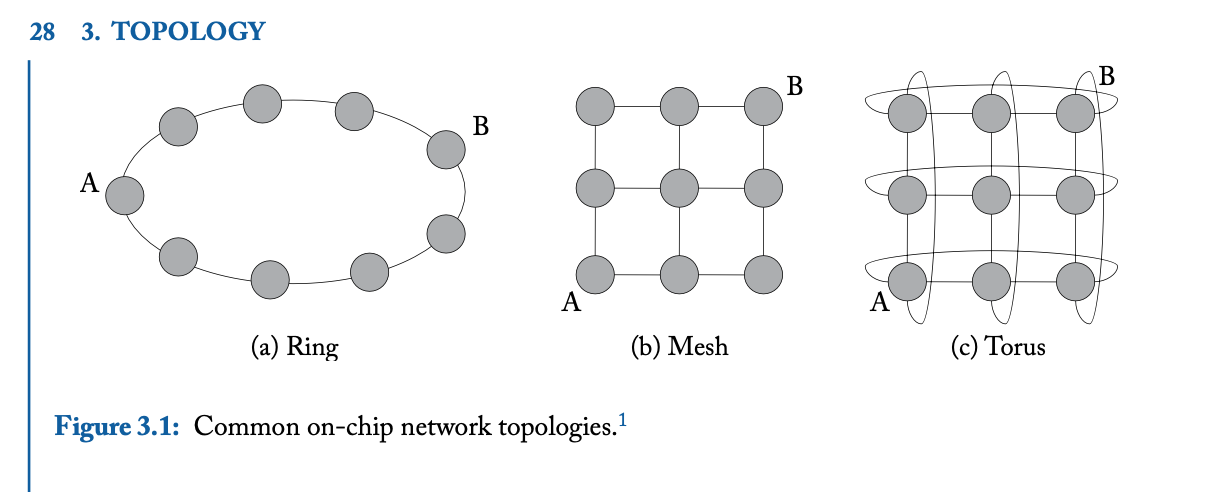 28 3. TOPOLOGY
A
B
(a) Ring
B
A
(b) Mesh
B
A
(c) Torus
Figure 3.1: Common on-chip network topologies.1